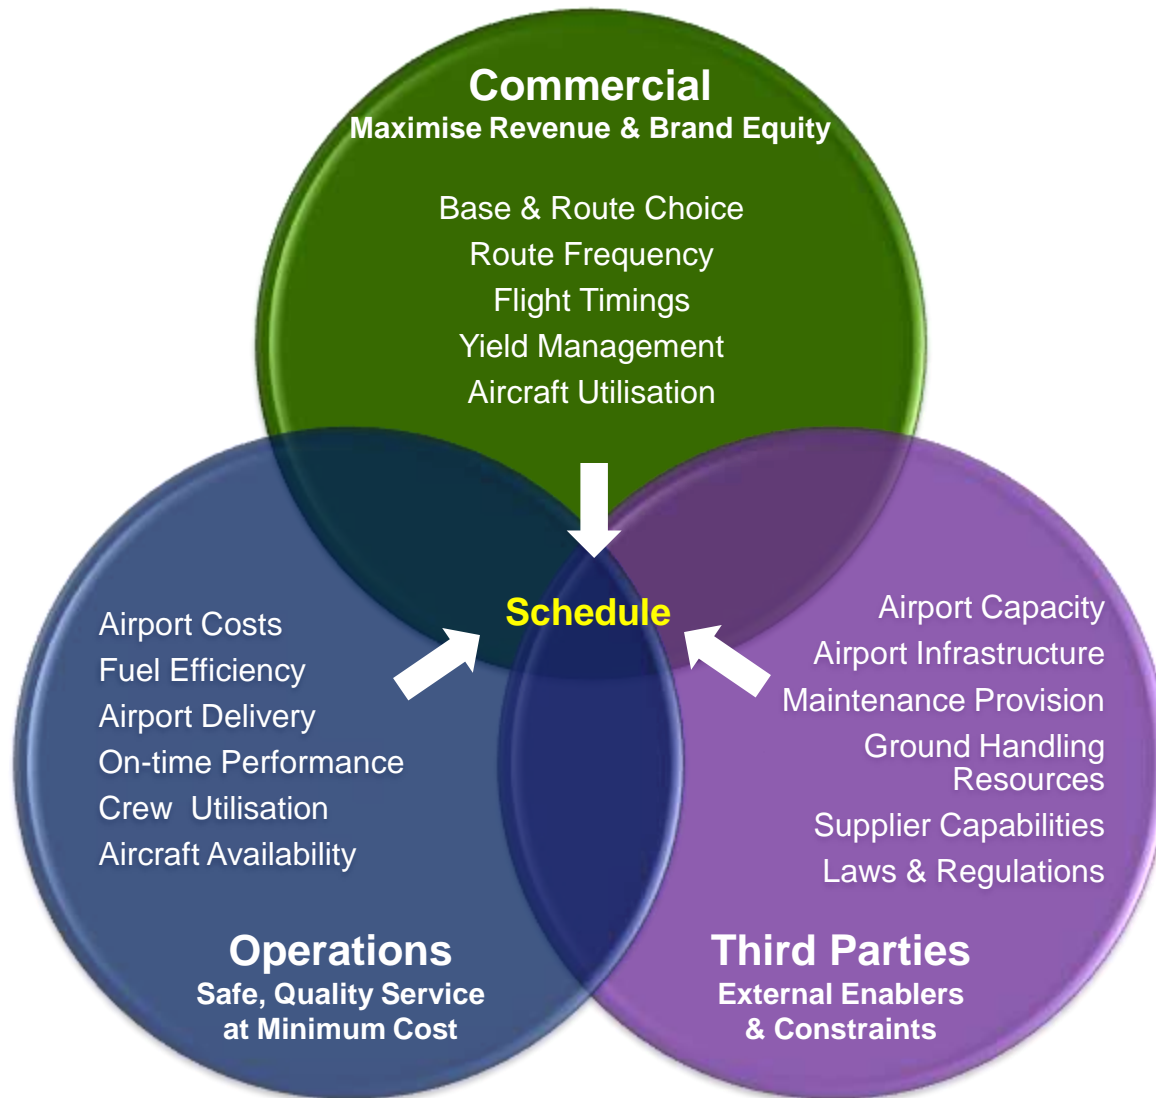 Commercial
Maximise Revenue & Brand Equity
Base & Route Choice
Route Frequency
Flight Timings
Yield Management
Aircraft Utilisation
Schedule
Airport Costs
Fuel Efficiency
Airport Delivery
On-time Performance
Crew Utilisation
Aircraft Availability
Operations
Safe, Quality Service
at Minimum Cost
Airport Capacity
Airport Infrastructure
Maintenance Provision
Ground Handling
Resources
Supplier Capabilities
Laws & Regulations
Third Parties
External Enablers
& Constraints